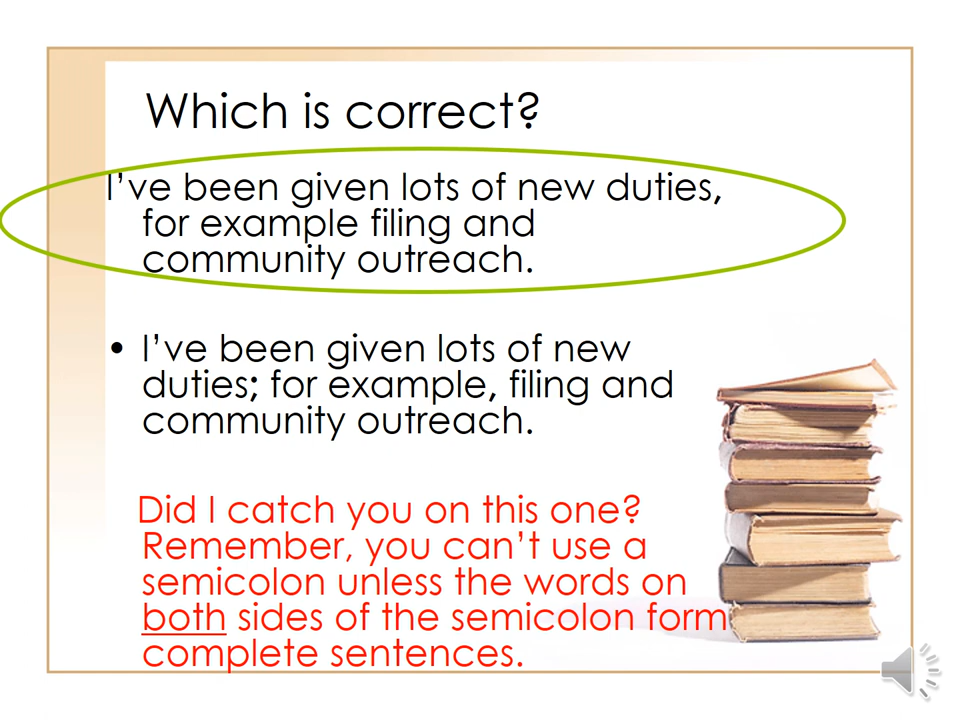 Which is correct?
I’ve been given lots of new duties,
for example filing and
community outreach.
• I’ve been given lots of new
duties; for example, filing and
community outreach.
Did I catch you on this one?
Remember, you can’t use a
semicolon unless the words on
both sides of the semicolon form
complete sentences.